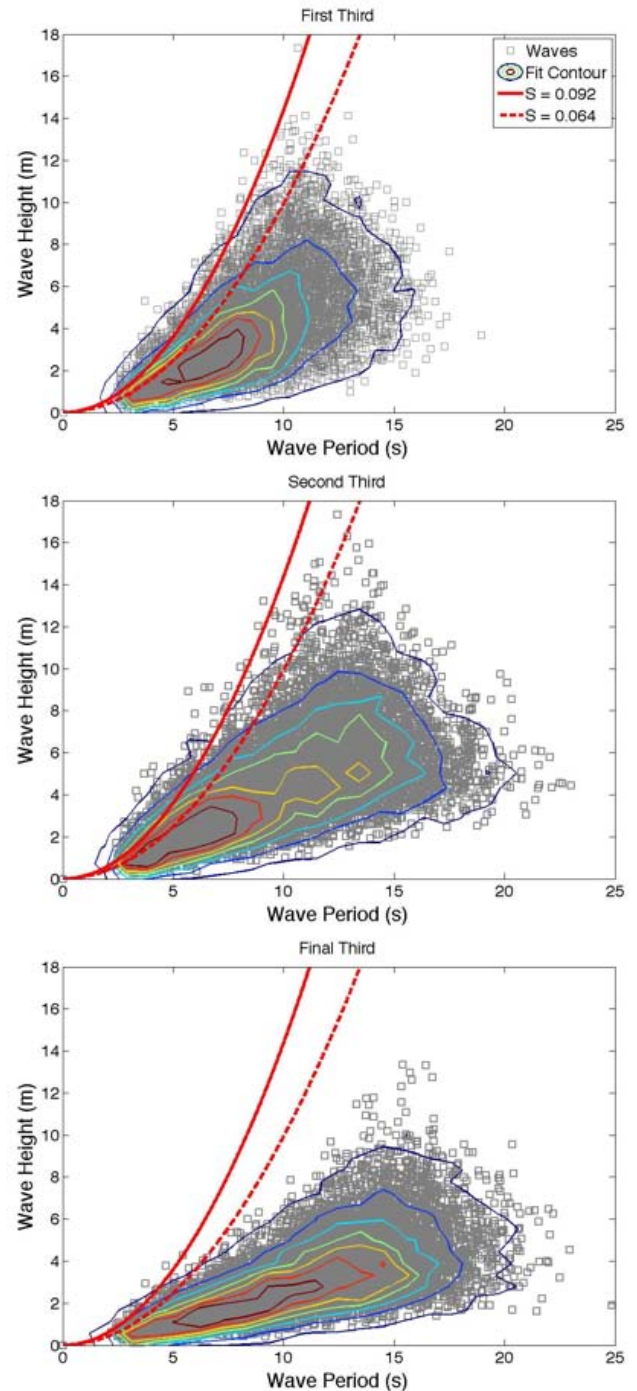 First Third
18
16
14
12
10
8
6
4
2
0
Wave Height (m)
Waves
Fit Contour
S = 0.092
S = 0.064
0 5 10 15 20 25
Wave Period (s)
Second Third
18
16
14
12
10
8
6
4
2
0
Wave Height (m)
0 5 10 15 20 25
Wave Period (s)
Final Third
18
16
14
12
10
8
6
4
2
0
Wave Height (m)
0 5 10 15 20 25
Wave Period (s)